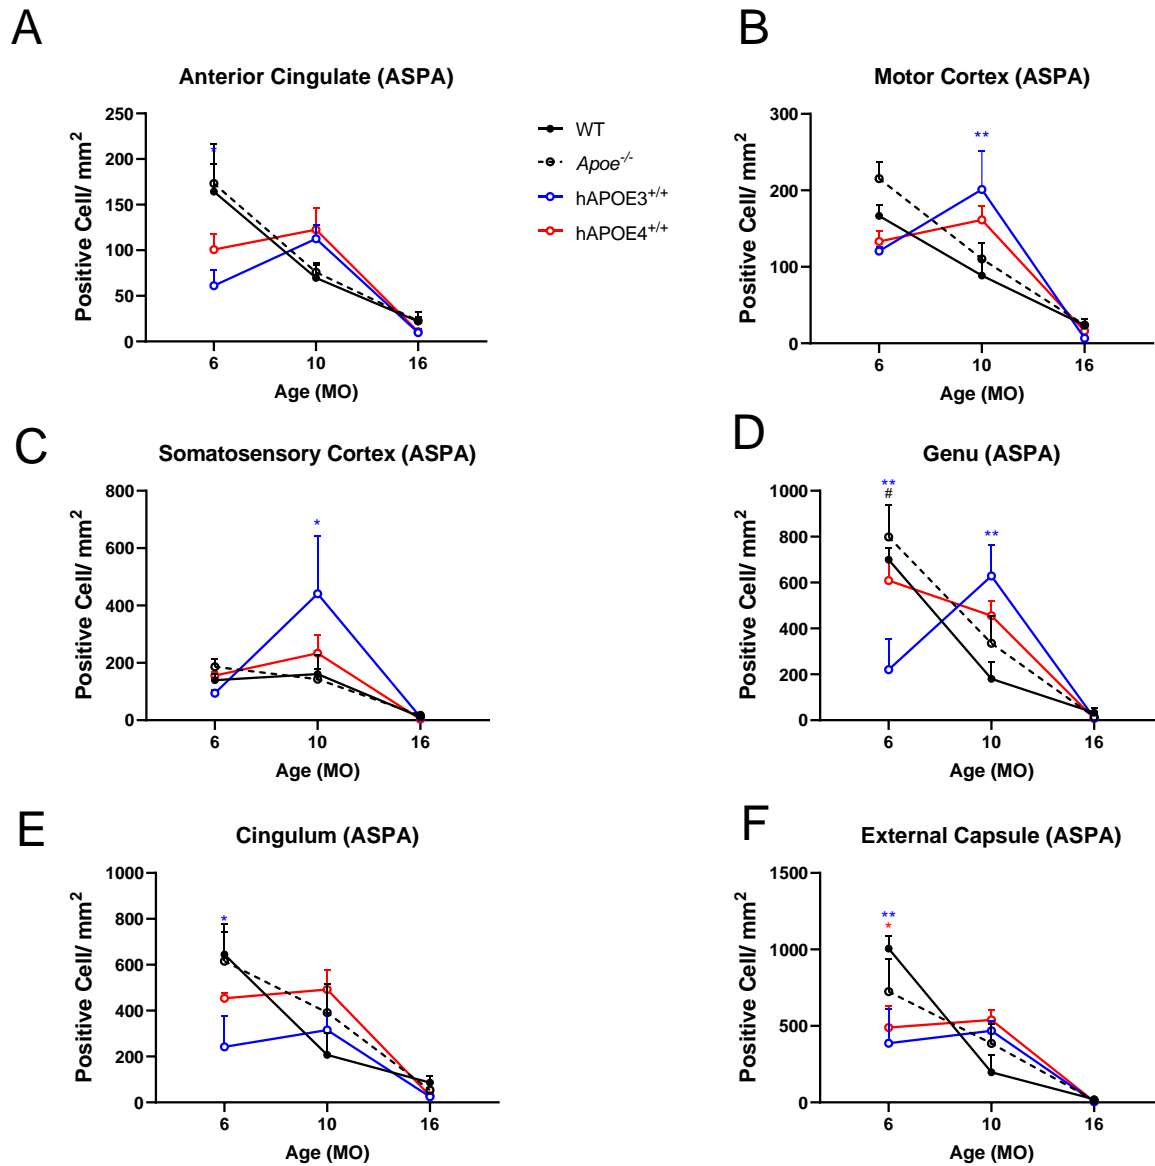 A
Anterior Cingulate (ASPA)
Positive Cell/ mm2
250
200
150
100
50
0
*
6
10
16
Age (MO)
WT
Apoe-/-
hAPOE3+/+
hAPOE4+/+
B
Motor Cortex (ASPA)
Positive Cell/ mm2
300
200
100
0
**
6
10
16
Age (MO)
C
Somatosensory Cortex (ASPA)
Positive Cell/ mm2
800
600
400
200
0
*
6
10
16
Age (MO)
D
Genu (ASPA)
Positive Cell/ mm2
1000
800
600
400
200
0
**
#
**
6
10
16
Age (MO)
E
Cingulum (ASPA)
Positive Cell/ mm2
1000
800
600
400
200
0
*
6
10
16
Age (MO)
F
External Capsule (ASPA)
Positive Cell/ mm2
1500
1000
500
0
**
*
6
10
16
Age (MO)